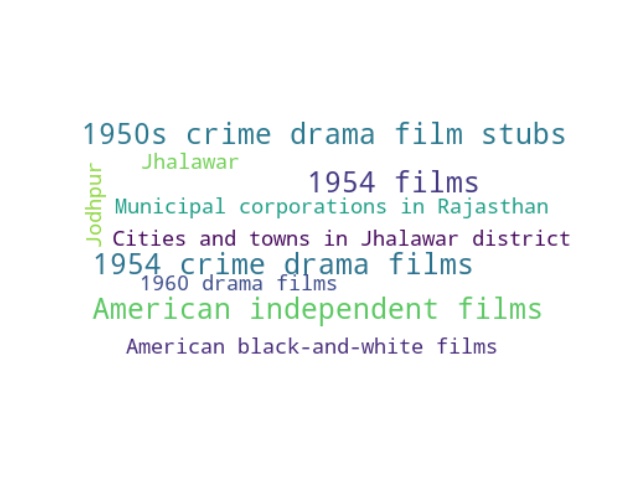 1950s crime drama film stubs
Jhalawar
1954 films
Jodhpur
Municipal corporations in Rajasthan
Cities and towns in Jhalawar district
1954 crime drama films
1960 drama films
American independent films
American black-and-white films